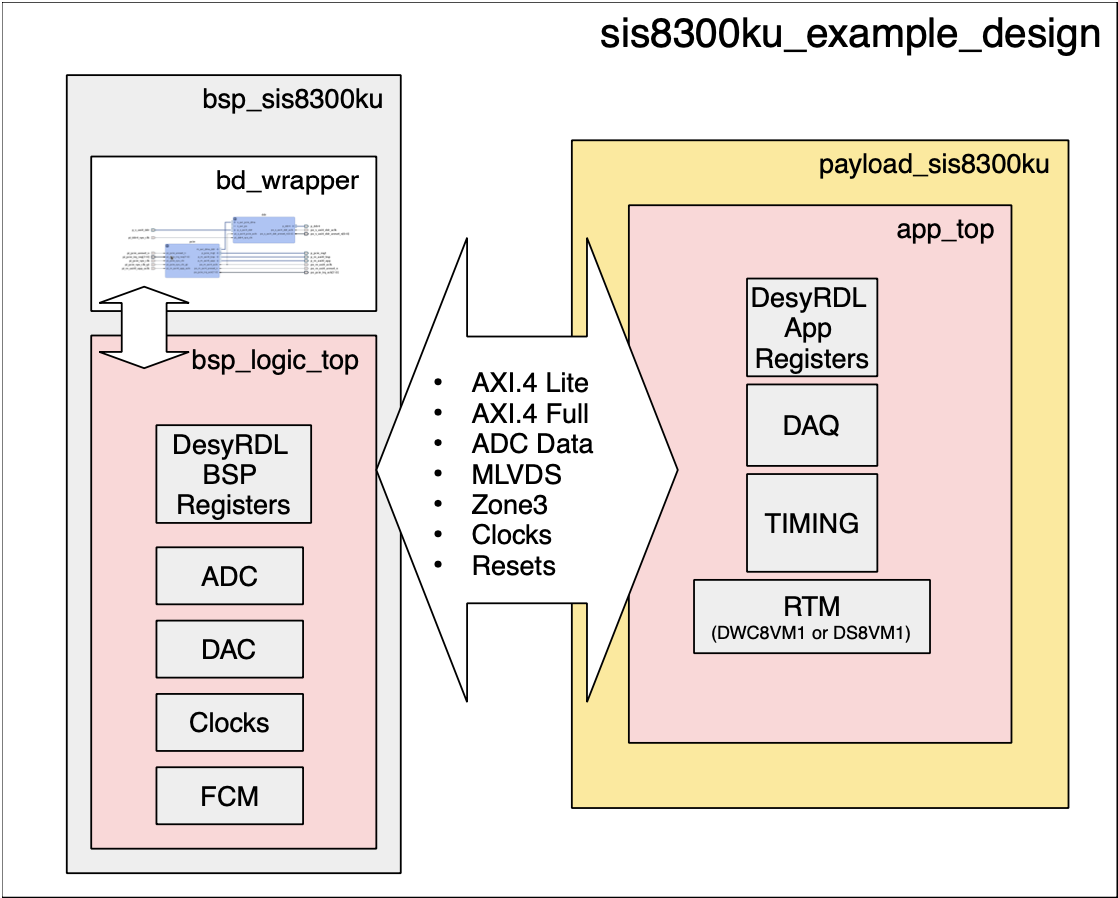 sis8300ku_example_design
bsp_sis8300ku
bd_wrapper
bsp_logic_top
DesyRDL
BSP
Registers
ADC
DAC
Clocks
FCM
• AXI.4 Lite
• AXI.4 Full
• ADC Data
• MLVDS
• Zone3
• Clocks
• Resets
payload_sis8300ku
app_top
DesyRDL
App
Registers
DAQ
TIMING
RTM
(DWC8VM1 or DS8VM1)